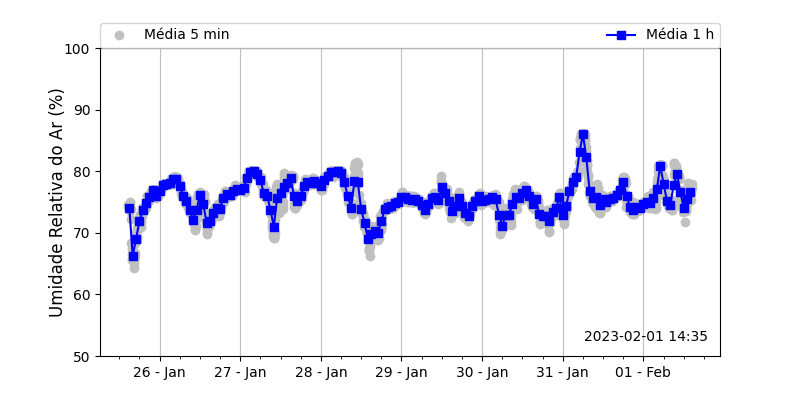 Média 5 min
Média 1 h
Umidade Relativa do Ar (%)
100
90
80
70
60
50
2023-02-01 14:35
26 - Jan
27 - Jan
28 - Jan
29 - Jan
30 - Jan
31 - Jan
01 - Feb